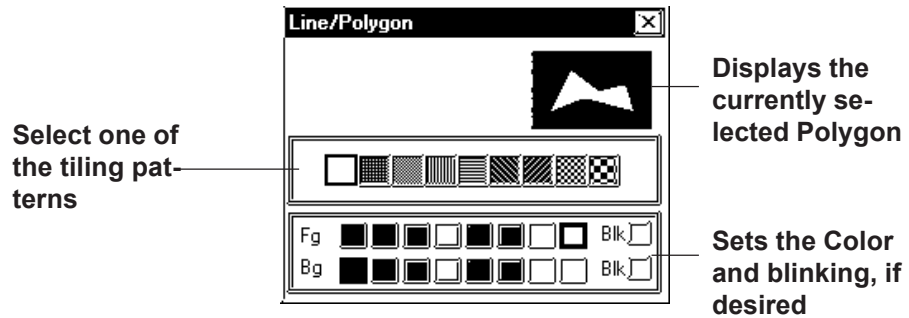 Line/Polygon
Displays the
currently se-
lected Polygon
Select one of
the tiling pat-
terns
Fg
Blk
Bg
Blk
Sets the Color
and blinking, if
desired